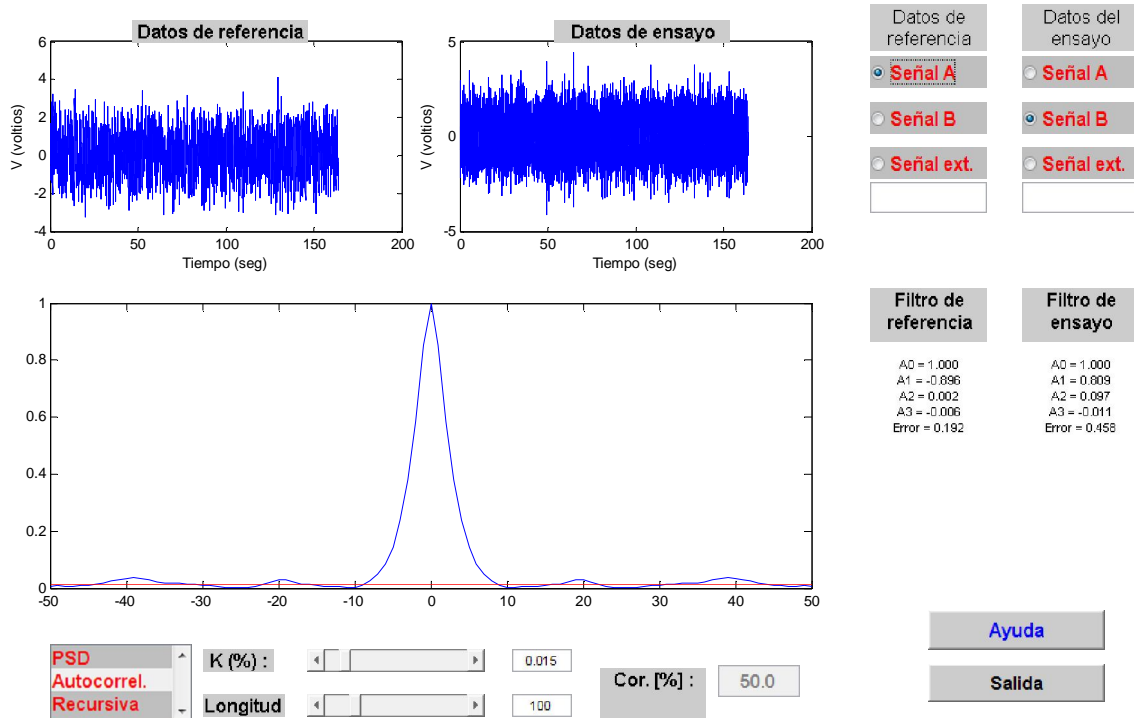 Datos de referencia
6
4
2
0
-2
-4
V (voltios)
0 50 100 150 200
Tiempo (seg)
Datos de ensayo
5
0
-5
V (voltios)
0 50 100 150 200
Tiempo (seg)
Datos de
referencia
Señal A
Señal B
Señal ext.
Datos del
ensayo
Señal A
Señal B
Señal ext.
1
0.8
0.6
0.4
0.2
0
-50 -40 -30 -20 -10 0 10 20 30 40 50
Filtro de
referencia
A0 = 1.000
A1 = -0.896
A2 = 0.002
A3 = -0.006
Error = 0.192
Filtro de
ensayo
A0 = 1.000
A1 = 0.809
A2 = 0.097
A3 = -0.011
Error = 0.458
PSD
Autocorrel.
Recursiva
K (%) :
0.015
Longitud
100
Cor. [%] :
50.0
Ayuda
Salida